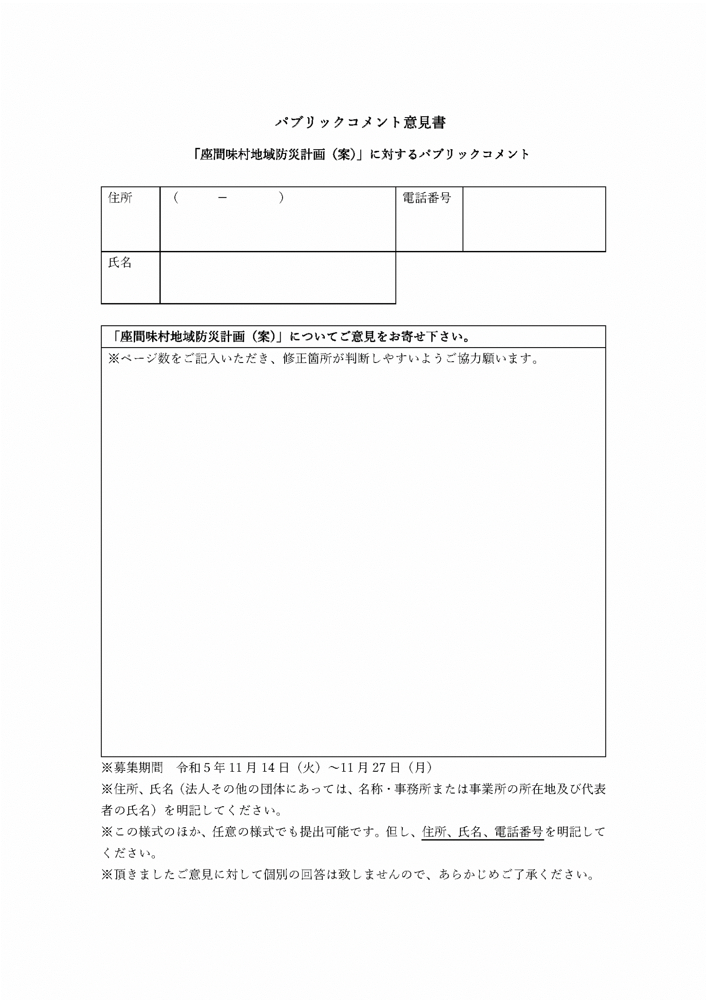 パブリックコメント意見書
「座間味村地域防災計画（案）」に対するパブリックコメント
住所 （　　　－　　　　） 電話番号
氏名
「座間味村地域防災計画（案）」についてご意見をお寄せ下さい。
※ページ数をご記入いただき、修正箇所が判断しやすいようご協力願います。
※募集期間　令和５年 11 月 14 日（火）～11 月 27 日（月）
※住所、氏名（法人その他の団体にあっては、名称・事務所または事業所の所在地及び代表
者の氏名）を明記してください。
※この様式のほか、任意の様式でも提出可能です。但し、住所、氏名、電話番号を明記して
ください。
※頂きましたご意見に対して個別の回答は致しませんので、あらかじめご了承ください。